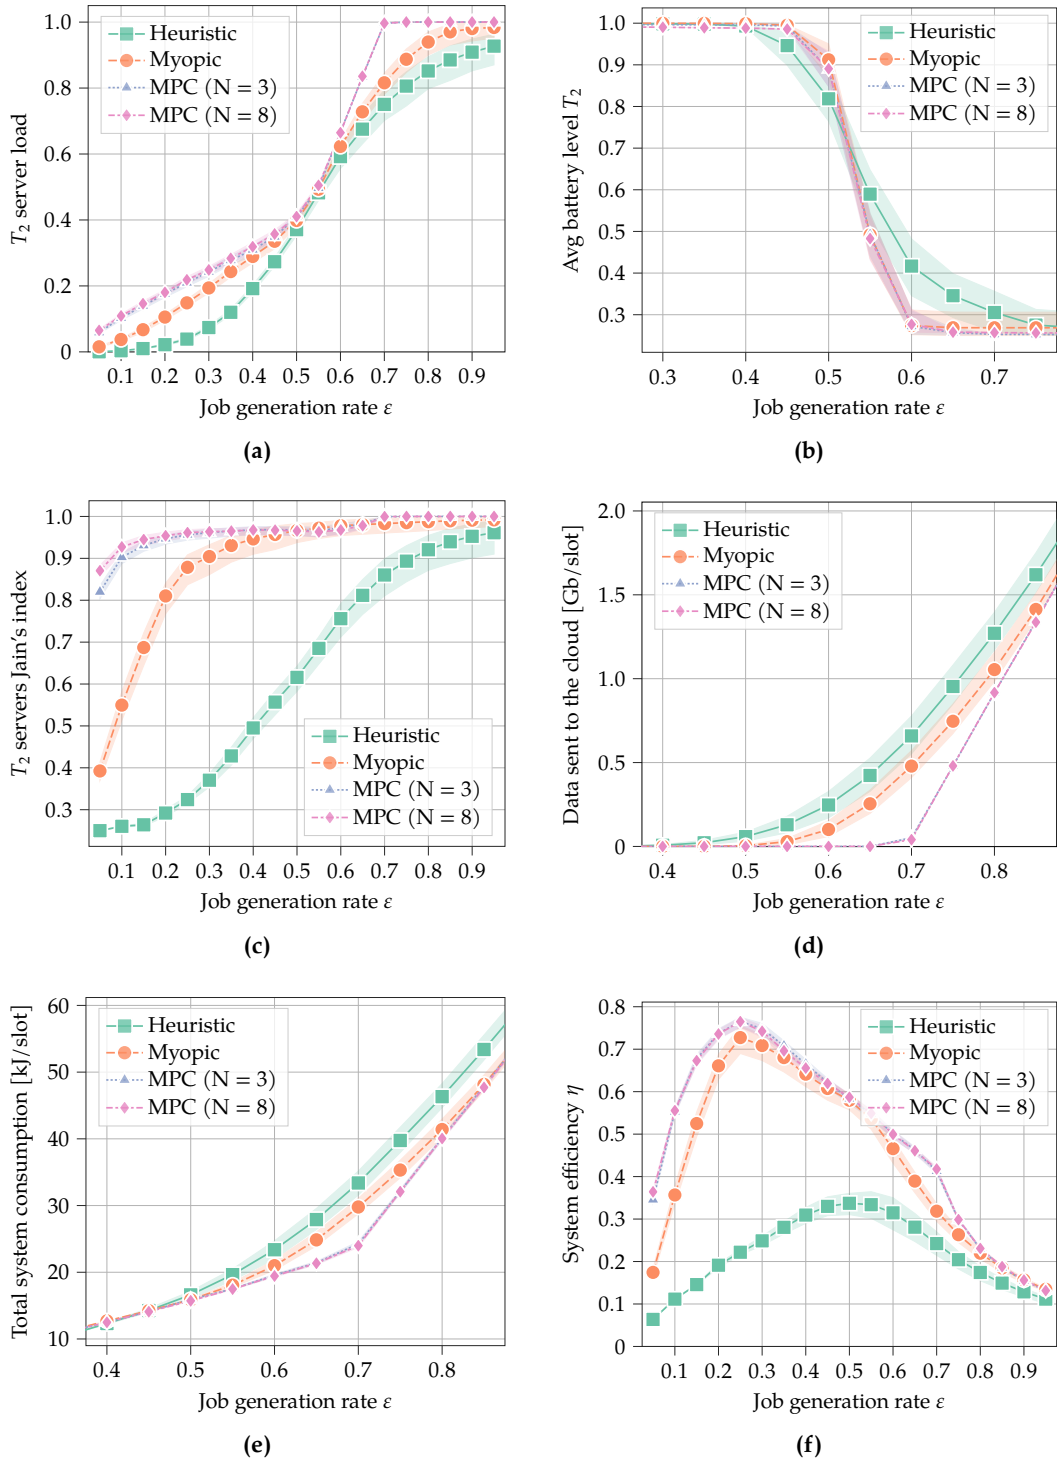 1.0
0.8
0.6
0.4
0.2
0
T2 server load
Heuristic
Myopic
MPC (N = 3)
MPC (N = 8)
0.1 0.2 0.3 0.4 0.5 0.6 0.7 0.8 0.9
Job generation rate ε
(a)
1.0
0.9
0.8
0.7
0.6
0.5
0.4
0.3
Avg battery level T2
Heuristic
Myopic
MPC (N = 3)
MPC (N = 8)
0.3 0.4 0.5 0.6 0.7
Job generation rate ε
(b)
1.0
0.9
0.8
0.7
0.6
0.5
0.4
0.3
T2 servers Jain's index
Heuristic
Myopic
MPC (N = 3)
MPC (N = 8)
0.1 0.2 0.3 0.4 0.5 0.6 0.7 0.8 0.9
Job generation rate ε
(c)
2.0
1.5
1.0
0.5
0
Data sent to the cloud [Gb/slot]
Heuristic
Myopic
MPC (N = 3)
MPC (N = 8)
0.4 0.5 0.6 0.7 0.8
Job generation rate ε
(d)
60
50
40
30
20
10
Total system consumption [kJ/slot]
Heuristic
Myopic
MPC (N = 3)
MPC (N = 8)
0.4 0.5 0.6 0.7 0.8
Job generation rate ε
(e)
0.8
0.7
0.6
0.5
0.4
0.3
0.2
0.1
0
System efficiency η
Heuristic
Myopic
MPC (N = 3)
MPC (N = 8)
0.1 0.2 0.3 0.4 0.5 0.6 0.7 0.8 0.9
Job generation rate ε
(f)